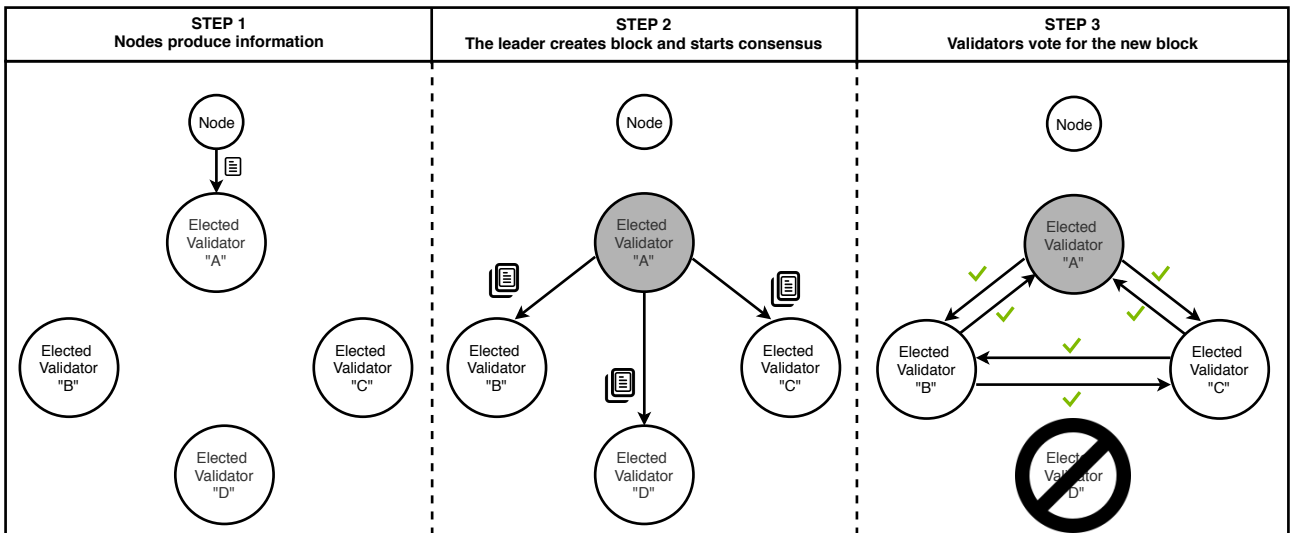 STEP 1
Nodes produce information
STEP 2
The leader creates block and starts consensus
STEP 3
Validators vote for the new block
Node
Elected
Validator
"A"
Elected
Validator
"B"
Elected
Validator
"C"
Elected
Validator
"D"
Node
Elected
Validator
"A"
Elected
Validator
"B"
Elected
Validator
"C"
Elected
Validator
"D"
Node
Elected
Validator
"A"
Elected
Validator
"B"
Elected
Validator
"C"